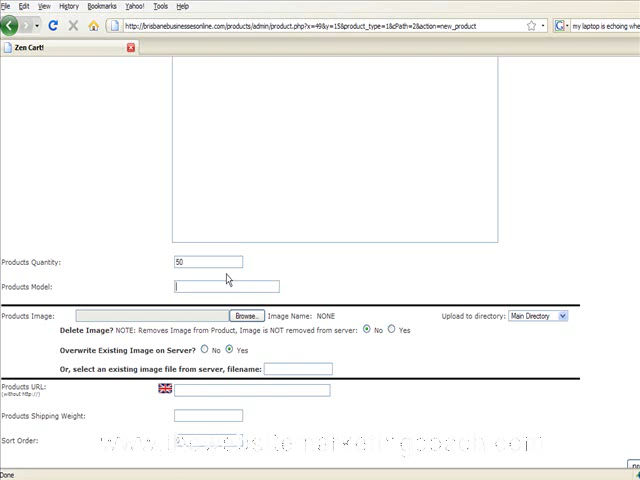 File Edit View History Bookmarks Yahoo! Tools Help
http://brisbanebusinessesonline.com/products/admin/product.php?x=49&y=15&product_type=1&cPath=2&action=new_product
my laptop is echoing whe
Zen Cart!
Products Quantity: 50
Products Model:
Products Image: Browse... Image Name: NONE Upload to directory: Main Directory
Delete Image? NOTE: Removes Image from Product, Image is NOT removed from server: No Yes
Overwrite Existing Image on Server? No Yes
Or, select an existing image file from server, filename:
Products URL:
(without http://)
Products Shipping Weight:
Sort Order:
Done